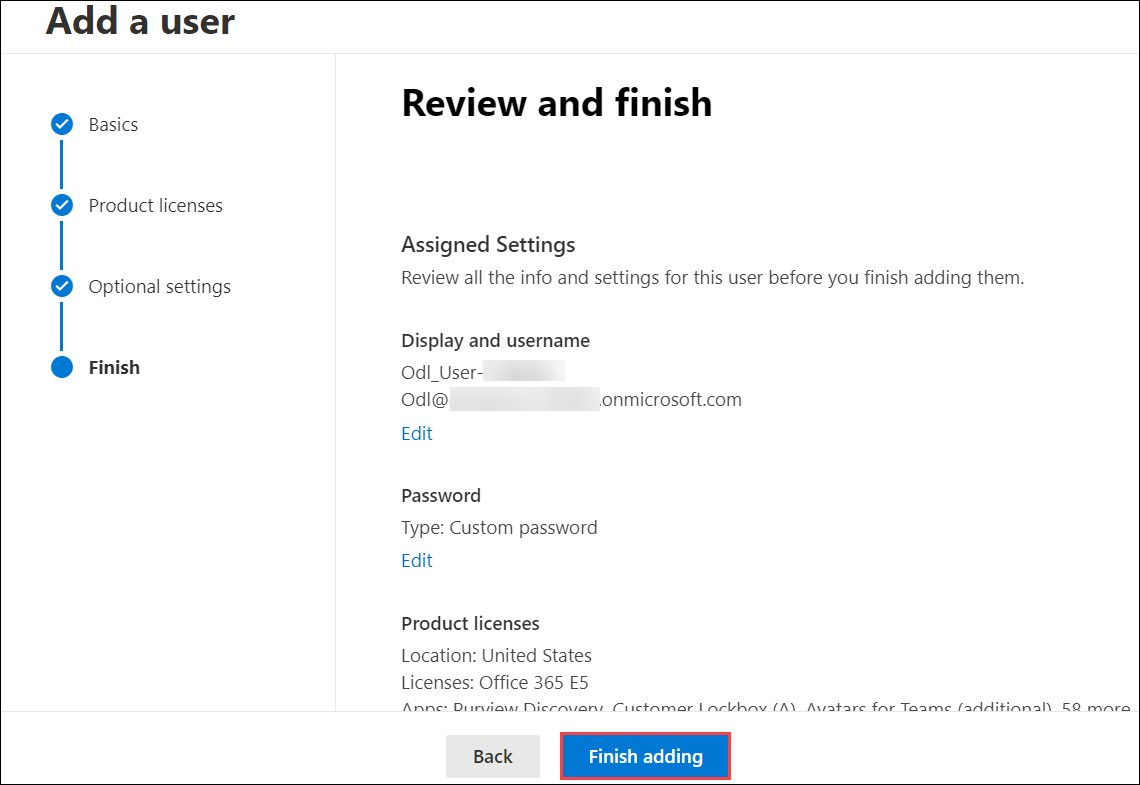 Add a user
Basics
Product licenses
Optional settings
Finish
Review and finish
Assigned Settings
Review all the info and settings for this user before you finish adding them.
Display and username
Odl_User-
Odl@ .onmicrosoft.com
Edit
Password
Type: Custom password
Edit
Product licenses
Location: United States
Licenses: Office 365 E5
Apps: Purview Discovery, Customer Lockbox (A), Avatars for Teams (additional), 58 more
Back
Finish adding